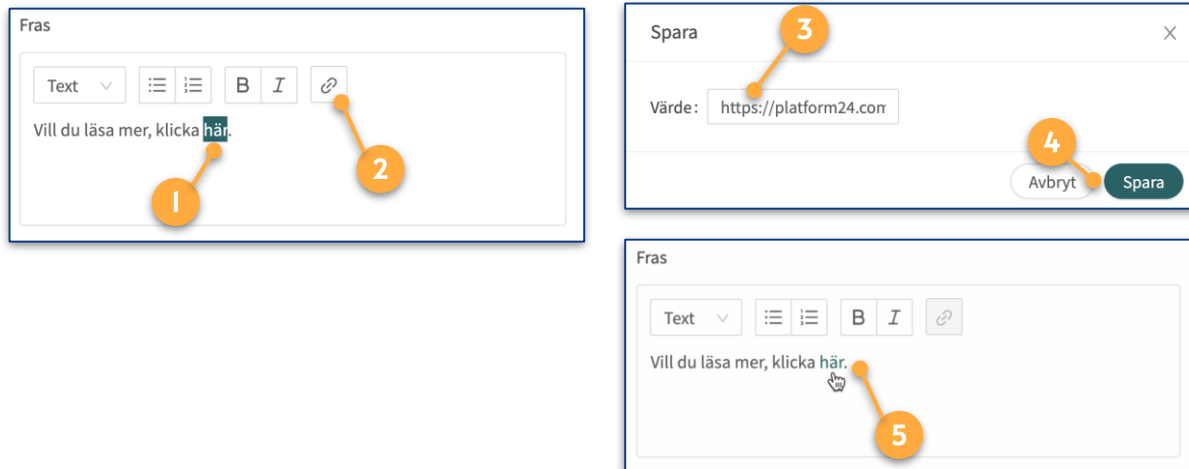 Fras
Text
B I
Vill du läsa mer, klicka här.
1
2
Spara
3
Värde: https://platform24.com
4
Avbryt Spara
Fras
Text
B I
Vill du läsa mer, klicka här.
5